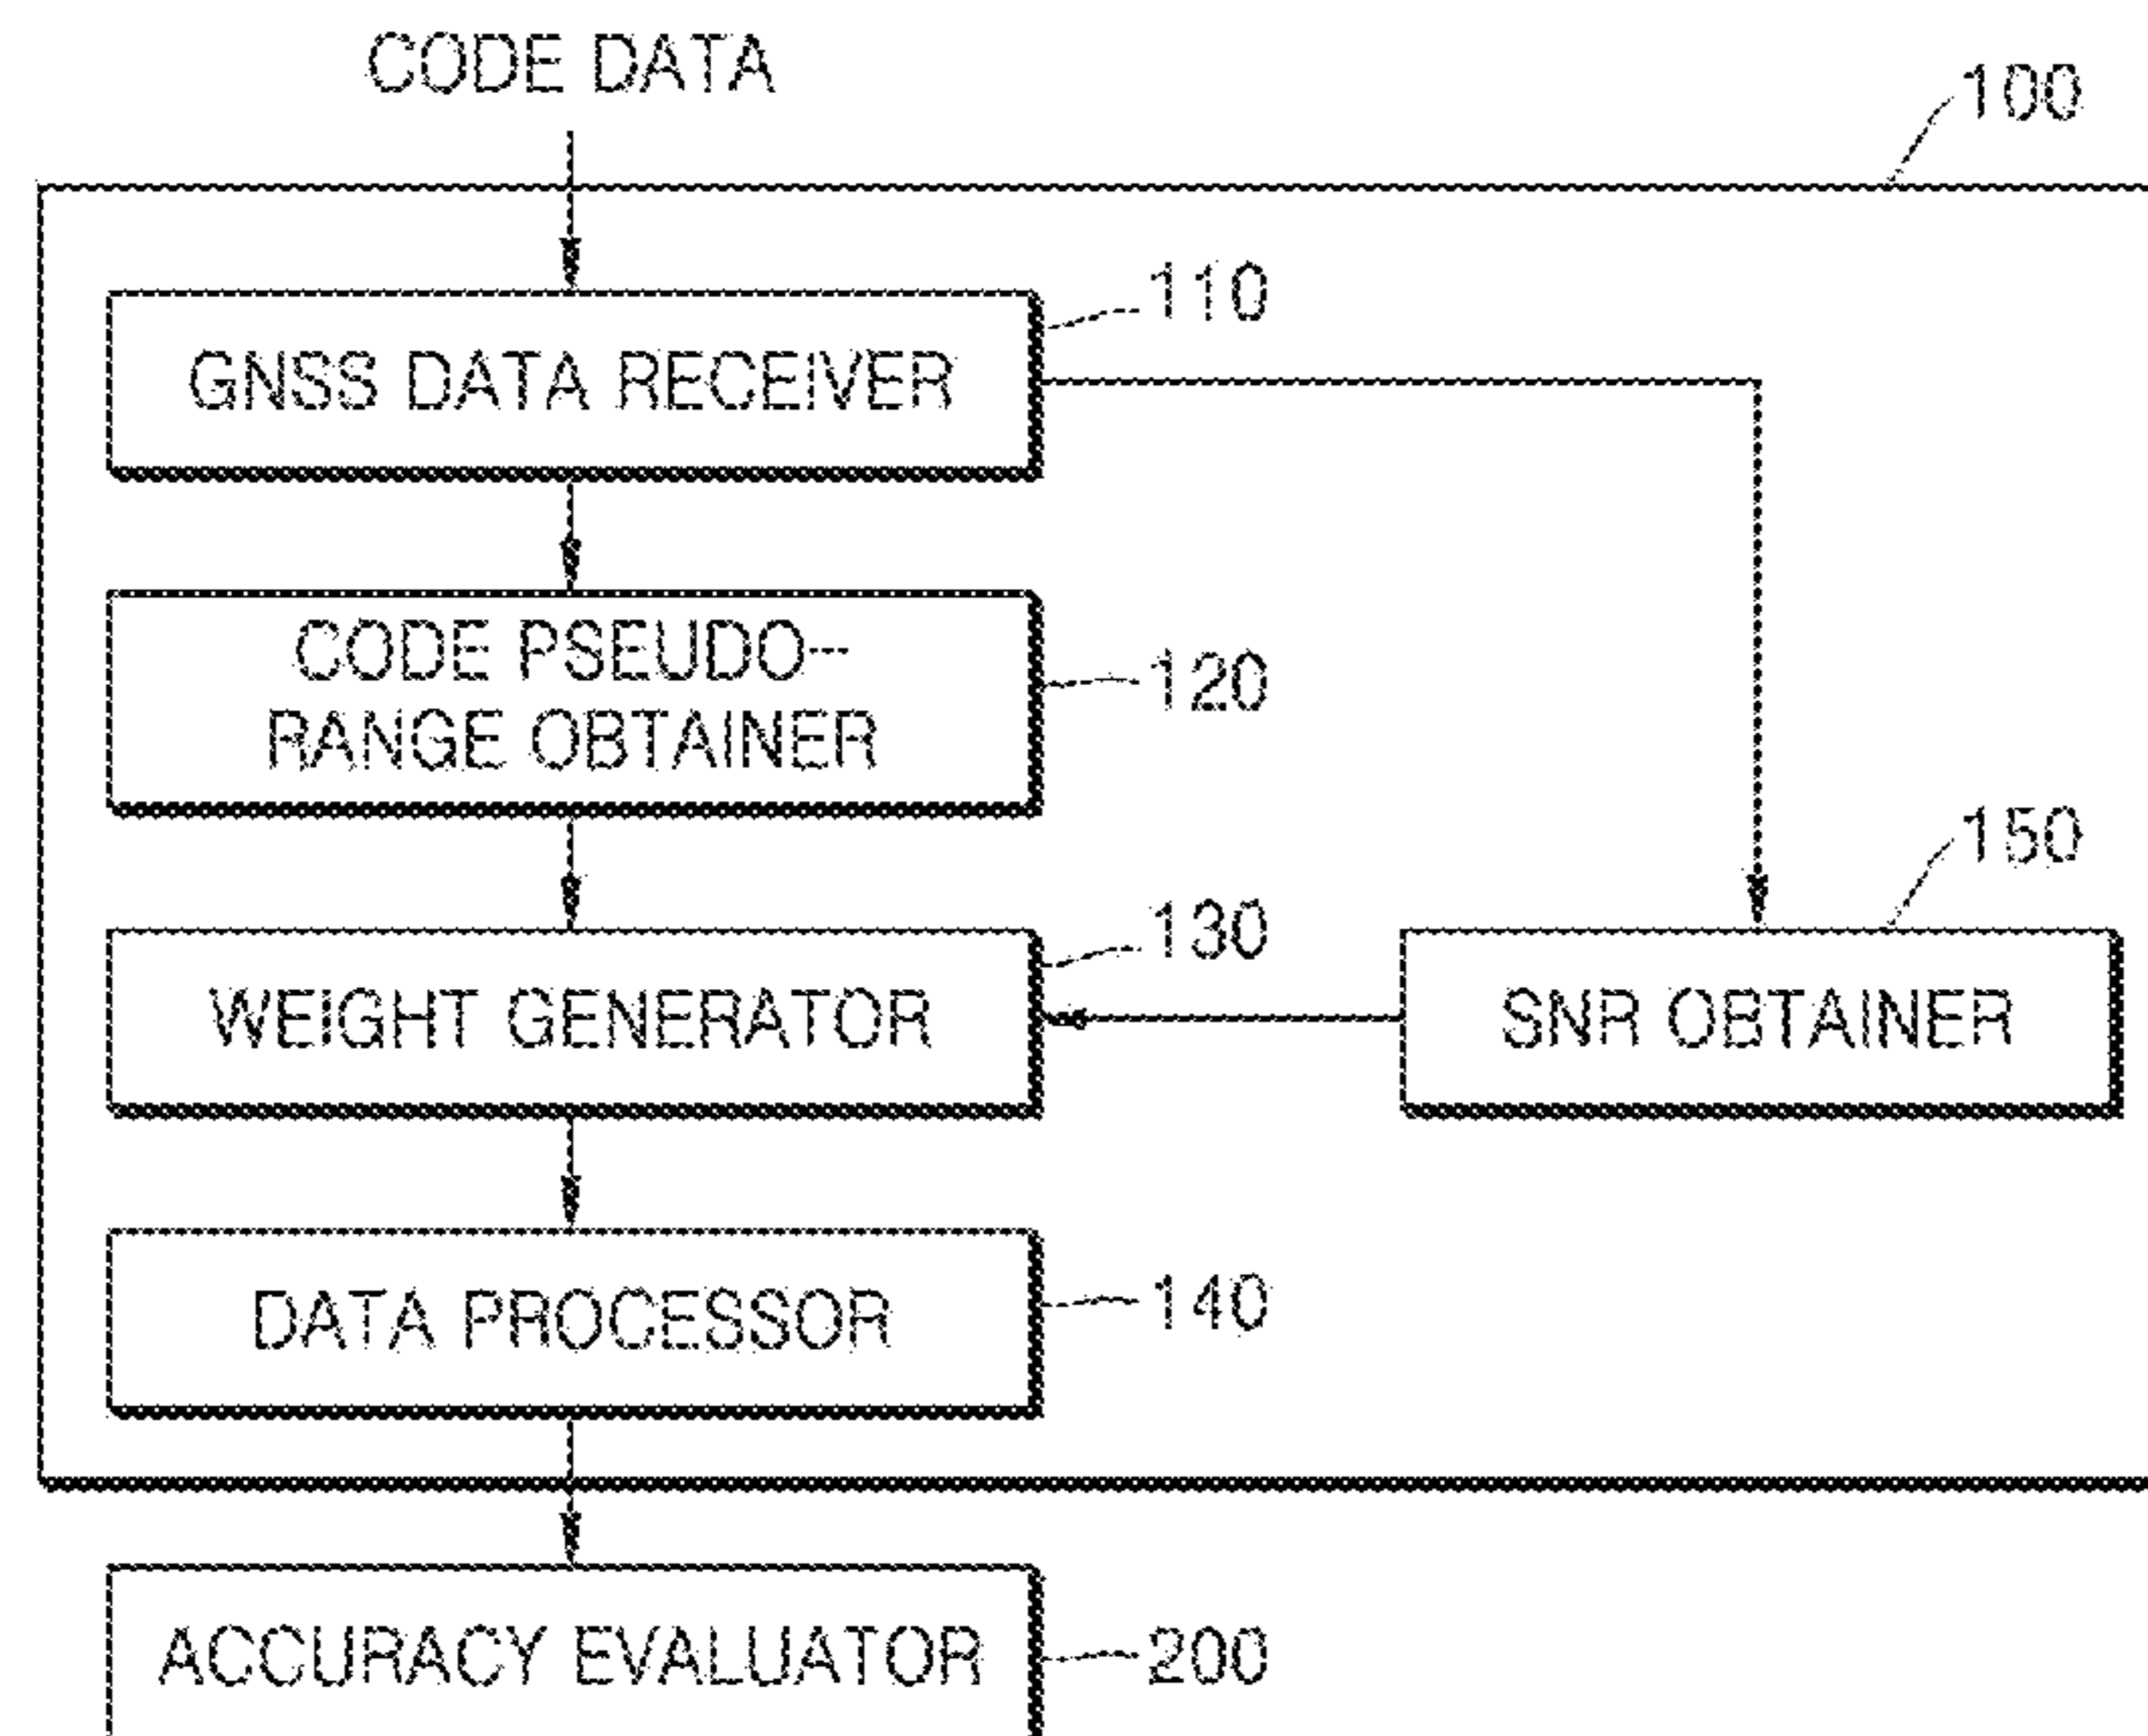 CODE DATA
100
110
GNSS DATA RECEIVER
CODE PSEUDO-
RANGE OBTAINER
120
150
130
WEIGHT GENERATOR
SNR OBTAINER
DATA PROCESSOR
140
ACCURACY EVALUATOR
200